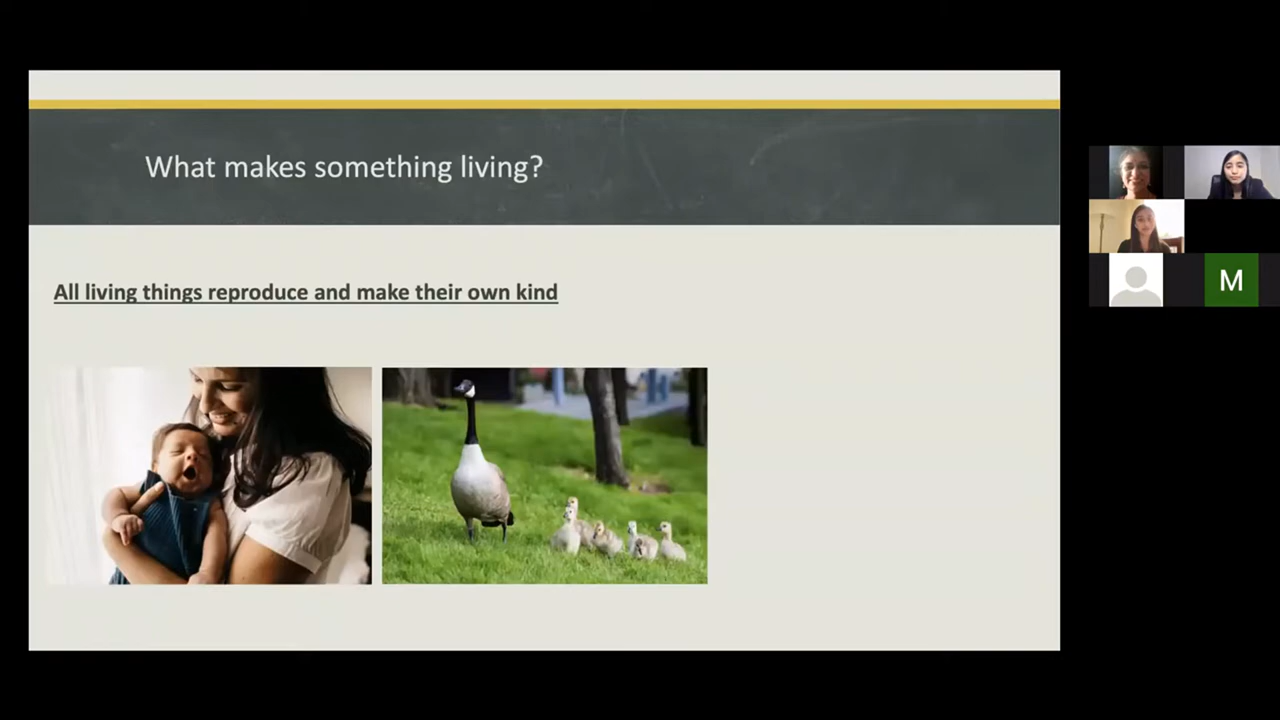 What makes something living?
All living things reproduce and make their own kind
M